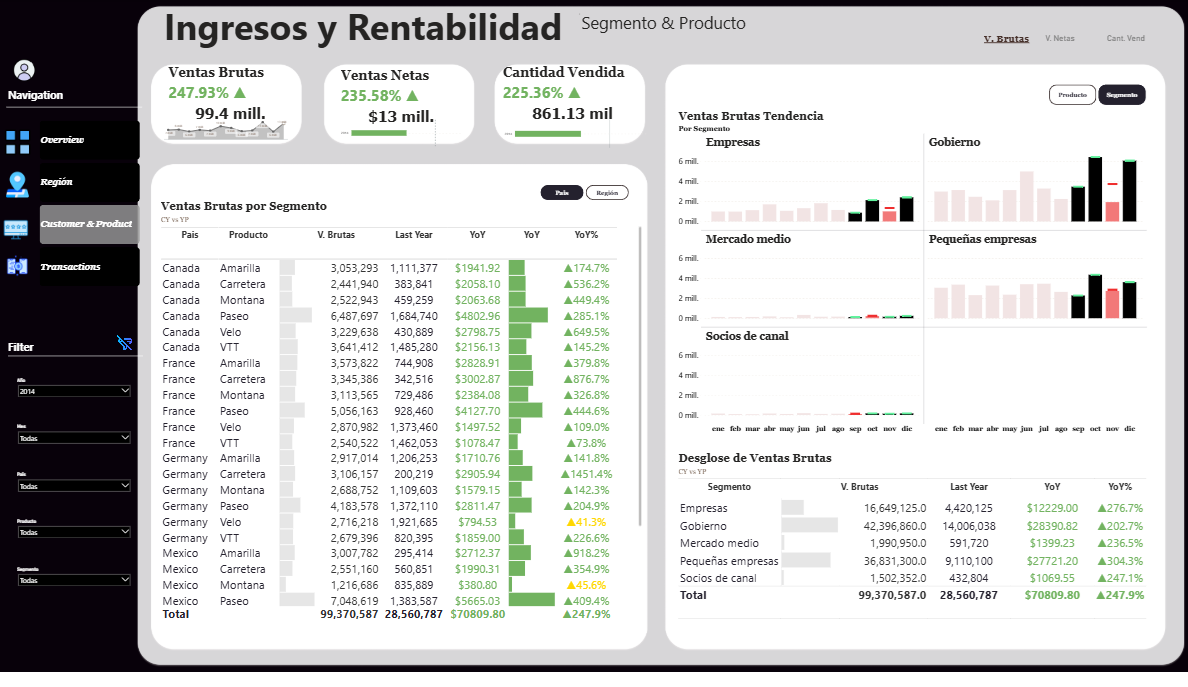 Ingresos y Rentabilidad Segmento & Producto
V. Brutas V. Netas Cant. Vend
Navigation
Overview
Región
Customer & Product
Transactions
Filter
Año
2014
Mes
Todas
País
Todas
Producto
Todas
Segmento
Todas
Ventas Brutas
247.93% ▲
99.4 mill.
Ventas Netas
235.58% ▲
$13 mill.
Cantidad Vendida
225.36% ▲
861.13 mil
País Región
Ventas Brutas por Segmento
CY vs YP
País Producto V. Brutas Last Year YoY YoY YoY%
Canada Amarilla 3,053,293 1,111,377 $1941.92 ▲174.7%
Canada Carretera 2,441,940 383,841 $2058.10 ▲536.2%
Canada Montana 2,522,943 459,259 $2063.68 ▲449.4%
Canada Paseo 6,487,697 1,684,740 $4802.96 ▲285.1%
Canada Velo 3,229,638 430,889 $2798.75 ▲649.5%
Canada VTT 3,641,412 1,485,280 $2156.13 ▲145.2%
France Amarilla 3,573,822 744,908 $2828.91 ▲379.8%
France Carretera 3,345,386 342,516 $3002.87 ▲876.7%
France Montana 3,113,565 729,486 $2384.08 ▲326.8%
France Paseo 5,056,163 928,460 $4127.70 ▲444.6%
France Velo 2,870,982 1,373,460 $1497.52 ▲109.0%
France VTT 2,540,522 1,462,053 $1078.47 ▲73.8%
Germany Amarilla 2,917,014 1,206,253 $1710.76 ▲141.8%
Germany Carretera 3,106,157 200,219 $2905.94 ▲1451.4%
Germany Montana 2,688,752 1,109,603 $1579.15 ▲142.3%
Germany Paseo 4,183,578 1,372,110 $2811.47 ▲204.9%
Germany Velo 2,716,218 1,921,685 $794.53 ▲41.3%
Germany VTT 2,679,396 820,395 $1859.00 ▲226.6%
Mexico Amarilla 3,007,782 295,414 $2712.37 ▲918.2%
Mexico Carretera 2,551,160 560,851 $1990.31 ▲354.9%
Mexico Montana 1,216,686 835,889 $380.80 ▲45.6%
Mexico Paseo 7,048,619 1,383,587 $5665.03 ▲409.4%
Total 99,370,587 28,560,787 $70809.80 ▲247.9%
Producto Segmento
Ventas Brutas Tendencia
Por Segmento
Empresas Gobierno
6 mill.
4 mill.
2 mill.
0 mill.
Mercado medio Pequeñas empresas
6 mill.
4 mill.
2 mill.
0 mill.
Socios de canal
6 mill.
4 mill.
2 mill.
0 mill.
ene feb mar abr may jun jul ago sep oct nov dic ene feb mar abr may jun jul ago sep oct nov dic
Desglose de Ventas Brutas
CY vs YP
Segmento V. Brutas Last Year YoY YoY%
Empresas 16,649,125.0 4,420,125 $12229.00 ▲276.7%
Gobierno 42,396,860.0 14,006,038 $28390.82 ▲202.7%
Mercado medio 1,990,950.0 591,720 $1399.23 ▲236.5%
Pequeñas empresas 36,831,300.0 9,110,100 $27721.20 ▲304.3%
Socios de canal 1,502,352.0 432,804 $1069.55 ▲247.1%
Total 99,370,587.0 28,560,787 $70809.80 ▲247.9%